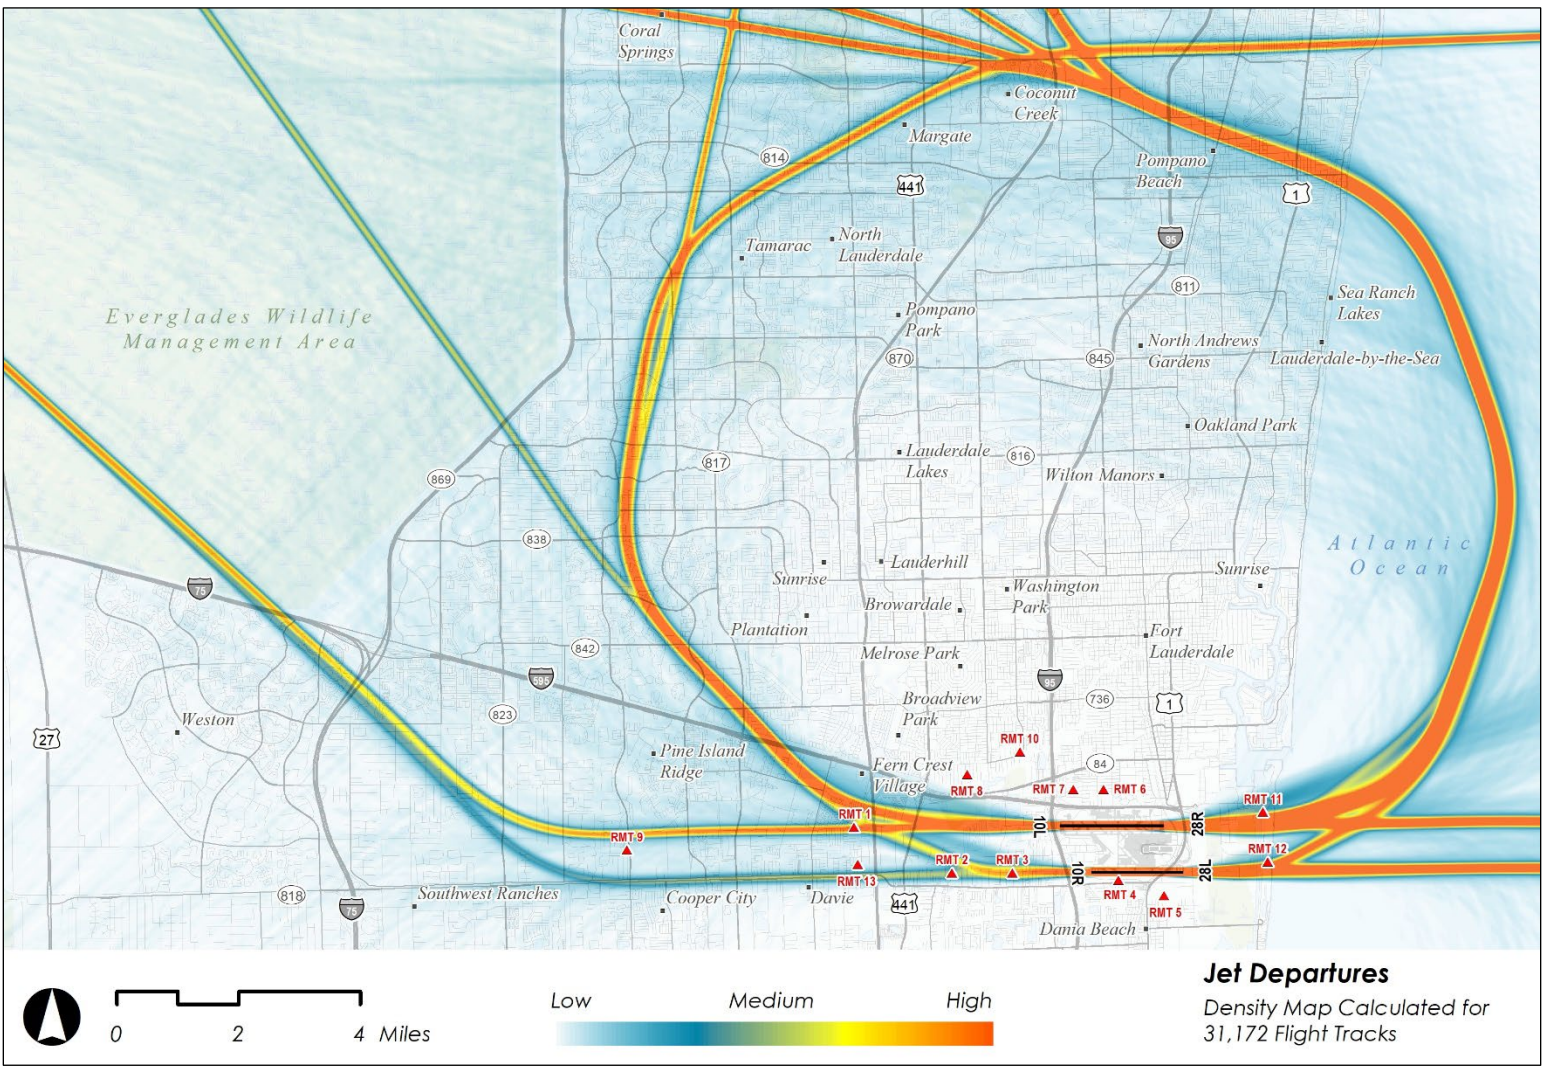 Coral
Springs
Coconut
Creek
Margate
814
441
Pompano
Beach
1
95
Tamarac
North
Lauderdale
811
Sea Ranch
Lakes
Everglades Wildlife
Management Area
Pompano
Park
870
845
North Andrews
Gardens
Lauderdale-by-the-Sea
Oakland Park
869
817
Lauderdale
Lakes
816
Wilton Manors
838
Atlantic
Ocean
75
Sunrise
Lauderhill
Washington
Park
Sunrise
Browardale
Plantation
842
Melrose Park
Fort
Lauderdale
595
95
823
Broadview
Park
736
1
27
Weston
Pine Island
Ridge
Fern Crest
Village
RMT 10
84
RMT 8
RMT 7
RMT 6
RMT 1
RMT 11
10L
28R
RMT 9
RMT 13
RMT 2
RMT 3
RMT 12
10R
28L
RMT 4
RMT 5
818
75
Southwest Ranches
Cooper City
Davie
441
Dania Beach
0
2
4 Miles
Low
Medium
High
Jet Departures
Density Map Calculated for
31,172 Flight Tracks